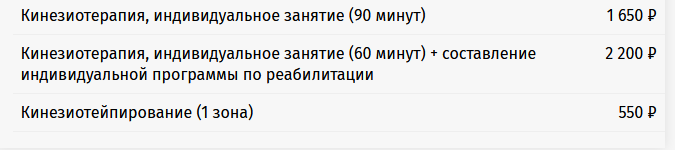 Кинезиотерапия, индивидуальное занятие (90 минут) 1 650 ₽
Кинезиотерапия, индивидуальное занятие (60 минут) + составление 2 200 ₽
индивидуальной программы по реабилитации
Кинезиотейпирование (1 зона) 550 ₽